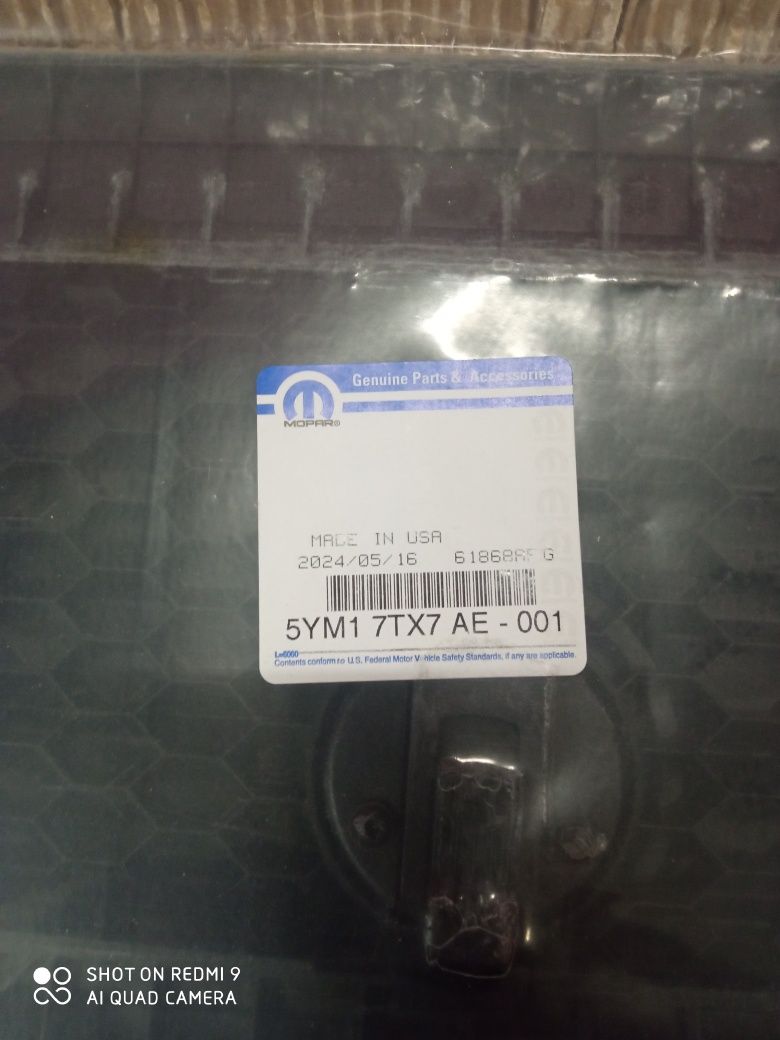 Genuine Parts & Accessories
MOPAR®
MADE IN USA
2024/05/16
5YM1 7TX7 AE - 001
L=6060
Contents conform to U.S. Federal Motor Vehicle Safety Standards, if any are applicable.
SHOT ON REDMI 9
AI QUAD CAMERA